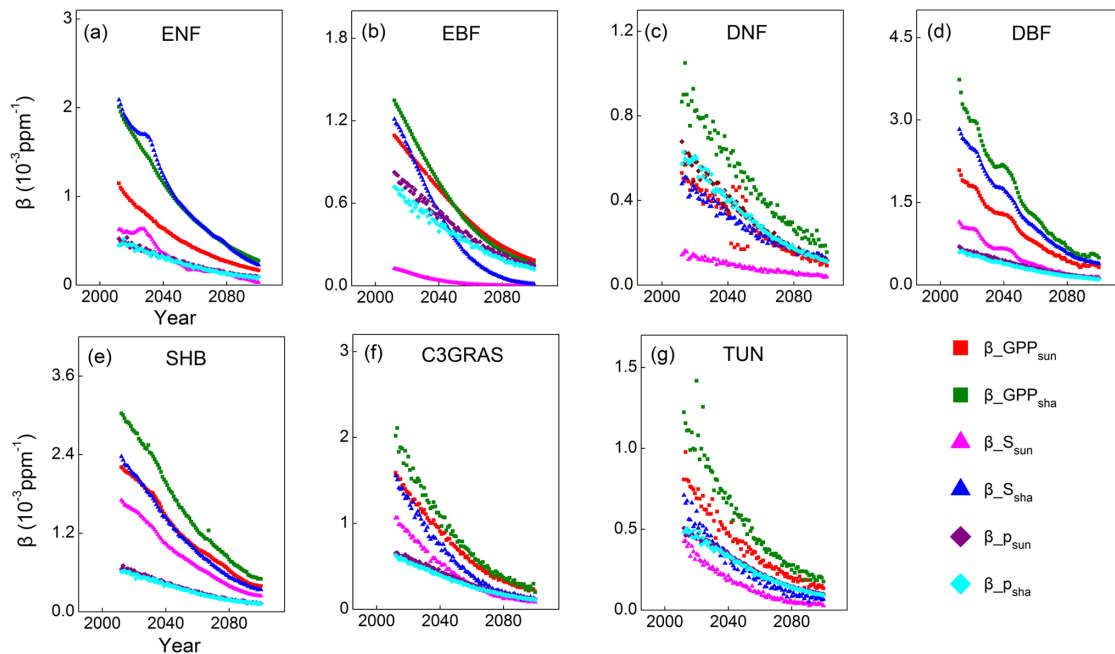 (a) ENF
(b) EBF
(c) DNF
(d) DBF
β (10⁻³ppm⁻¹)
3
2
1
0
1.8
1.2
0.6
0.0
1.2
0.8
0.4
0.0
4.5
3.0
1.5
0.0
2000 2040 2080
2000 2040 2080
2000 2040 2080
2000 2040 2080
Year
(e) SHB
(f) C3GRAS
(g) TUN
β (10⁻³ppm⁻¹)
3.6
2.4
1.2
0.0
3
2
1
0
1.5
1.0
0.5
0.0
2000 2040 2080
2000 2040 2080
2000 2040 2080
Year
β_GPPsun
β_GPPsha
β_Ssun
β_Ssha
β_psun
β_psha